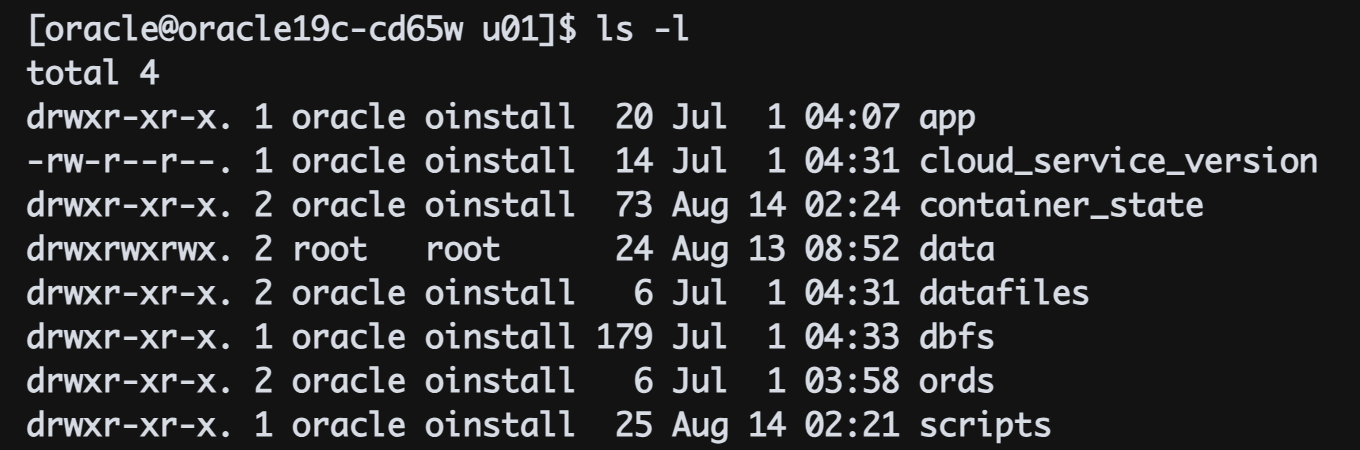 [oracle@oracle19c-cd65w u01]$ ls -l
total 4
drwxr-xr-x. 1 oracle oinstall  20 Jul  1 04:07 app
-rw-r--r--. 1 oracle oinstall  14 Jul  1 04:31 cloud_service_version
drwxr-xr-x. 2 oracle oinstall  73 Aug 14 02:24 container_state
drwxrwxrwx. 2 root   root      24 Aug 13 08:52 data
drwxr-xr-x. 2 oracle oinstall   6 Jul  1 04:31 datafiles
drwxr-xr-x. 1 oracle oinstall 179 Jul  1 04:33 dbfs
drwxr-xr-x. 2 oracle oinstall   6 Jul  1 03:58 ords
drwxr-xr-x. 1 oracle oinstall  25 Aug 14 02:21 scripts